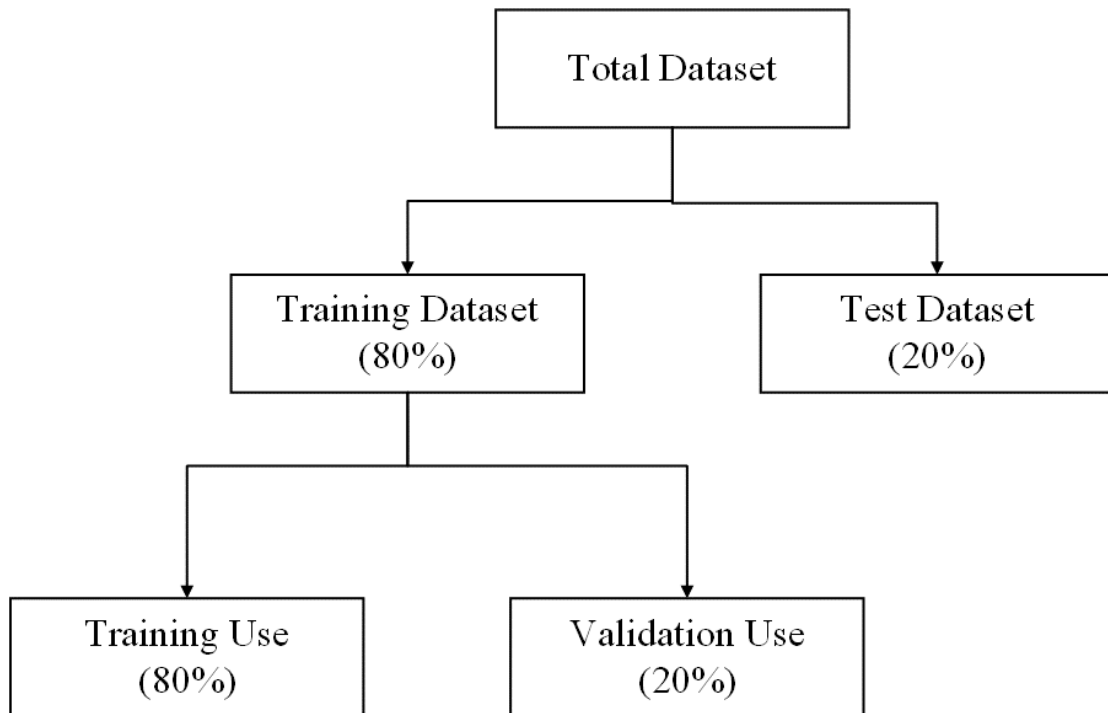 Total Dataset
Training Dataset
(80%)
Test Dataset
(20%)
Training Use
(80%)
Validation Use
(20%)